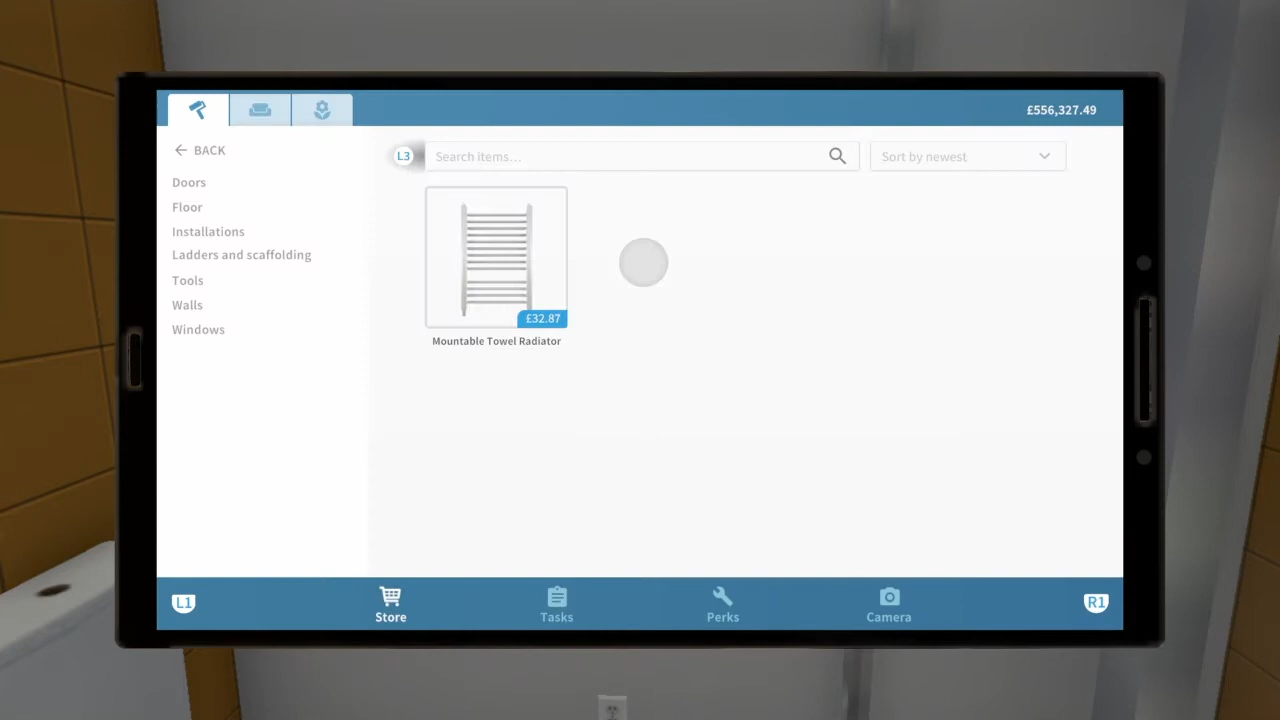 £556,327.49
BACK
L3
Search items...
Sort by newest
Doors
Floor
Installations
Ladders and scaffolding
Tools
Walls
Windows
£32.87
Mountable Towel Radiator
L1
Store
Tasks
Perks
Camera
R1